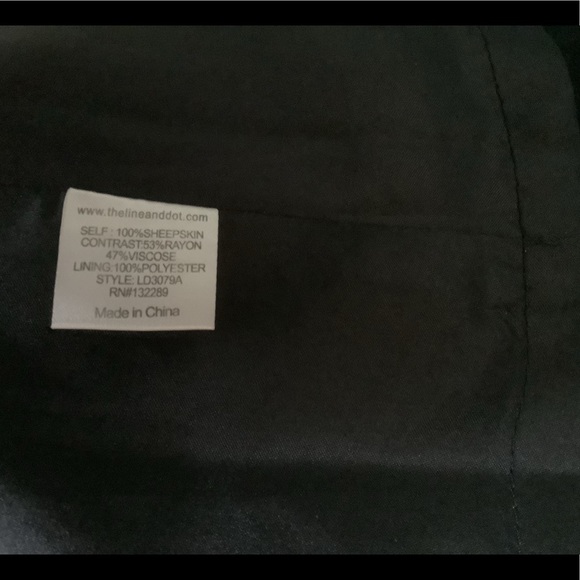 www.thelineanddot.com
SELF : 100%SHEEPSKIN
CONTRAST:53%RAYON
47%VISCOSE
LINING:100%POLYESTER
STYLE: LD3079A
RN#132289
Made in China